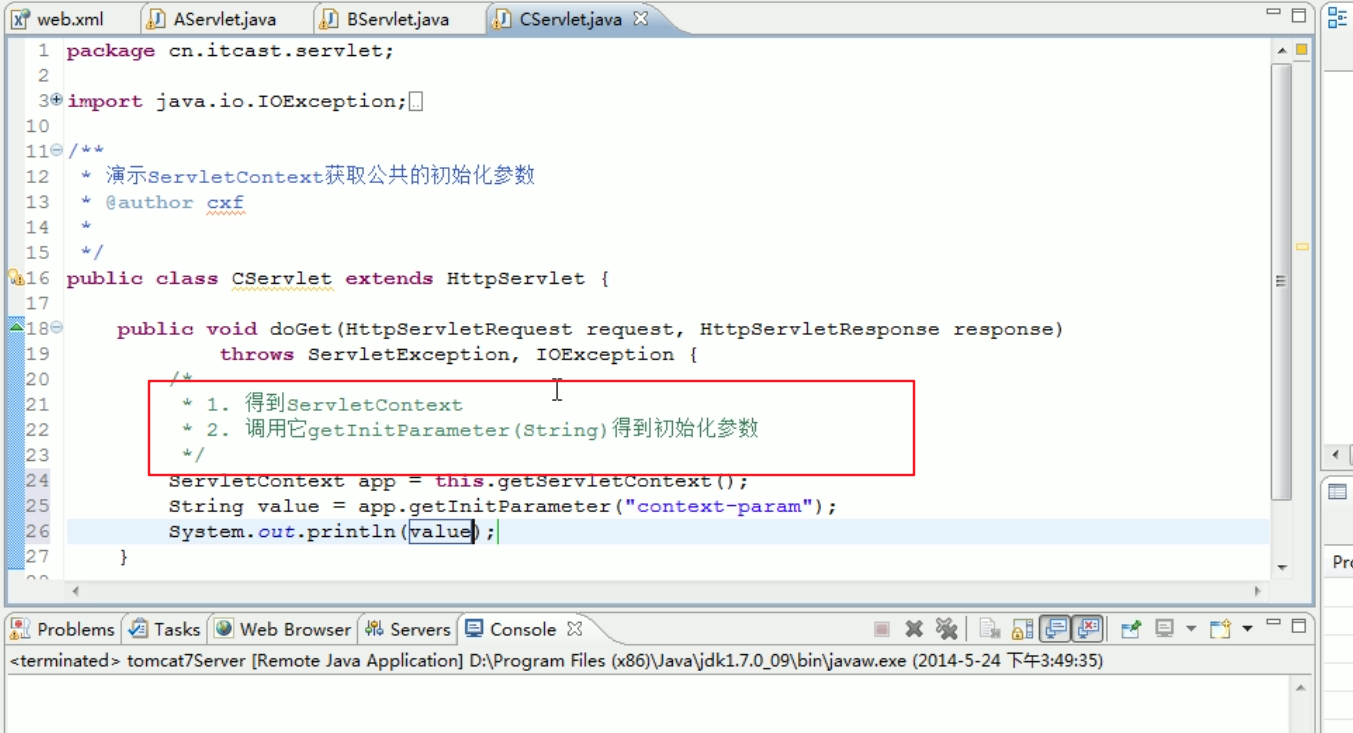 web.xml AServlet.java BServlet.java CServlet.java
1 package cn.itcast.servlet;
2
3 import java.io.IOException;
10
11 /**
12 * 演示ServletContext获取公共的初始化参数
13 * @author cxf
14 *
15 */
16 public class CServlet extends HttpServlet {
17
18 public void doGet(HttpServletRequest request, HttpServletResponse response)
19 throws ServletException, IOException {
20 /*
21 * 1. 得到ServletContext
22 * 2. 调用它getInitParameter(String)得到初始化参数
23 */
24 ServletContext app = this.getServletContext();
25 String value = app.getInitParameter("context-param");
26 System.out.println(value);
27 }
Problems Tasks Web Browser Servers Console
<terminated> tomcat7Server [Remote Java Application] D:\Program Files (x86)\Java\jdk1.7.0_09\bin\javaw.exe (2014-5-24 下午3:49:35)